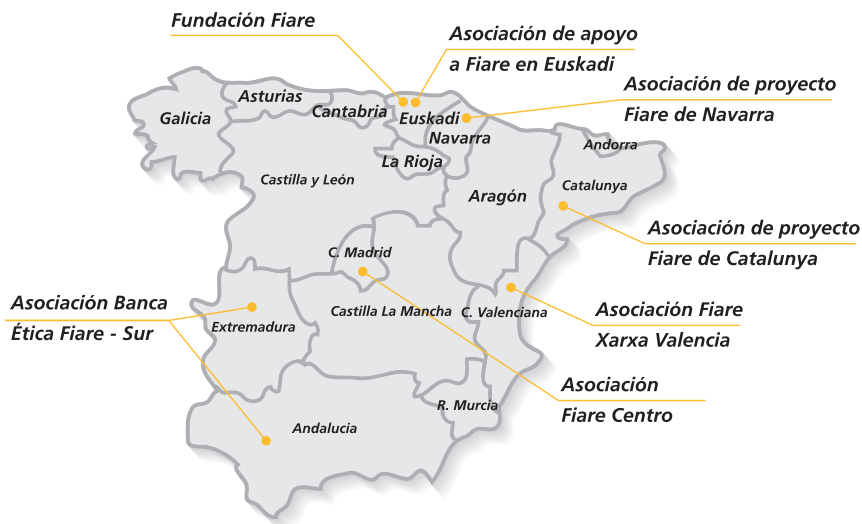 Fundación Fiare
Asociación de apoyo
a Fiare en Euskadi
Asociación de proyecto
Fiare de Navarra
Galicia
Asturias
Cantabria
Euskadi
Navarra
La Rioja
Andorra
Castilla y León
Aragón
Catalunya
Asociación de proyecto
Fiare de Catalunya
C. Madrid
Asociación Banca
Ética Fiare - Sur
Extremadura
Castilla La Mancha
C. Valenciana
Asociación Fiare
Xarxa Valencia
Asociación
Fiare Centro
R. Murcia
Andalucia